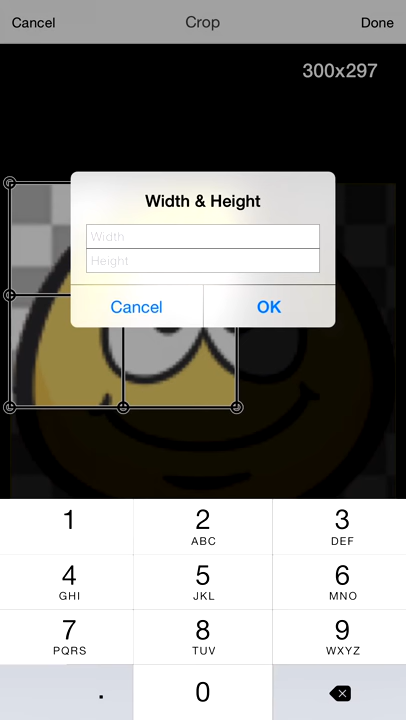 Cancel Crop Done
300x297
Width & Height
Width
Height
Cancel OK
1 2 3
ABC DEF
4 5 6
GHI JKL MNO
7 8 9
PQRS TUV WXYZ
. 0